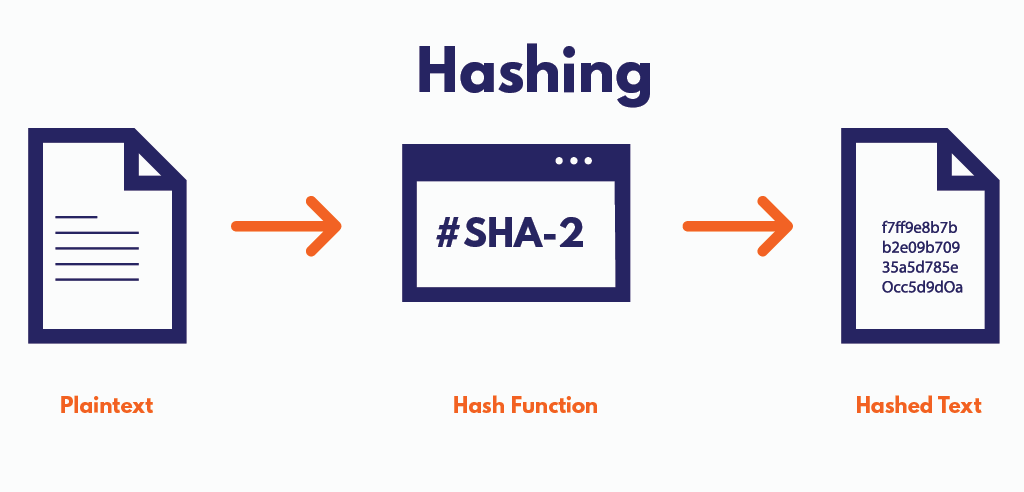 Hashing
#SHA-2
f7ff9e8b7b
b2e09b709
35a5d785e
Occ5d9dOa
Plaintext
Hash Function
Hashed Text